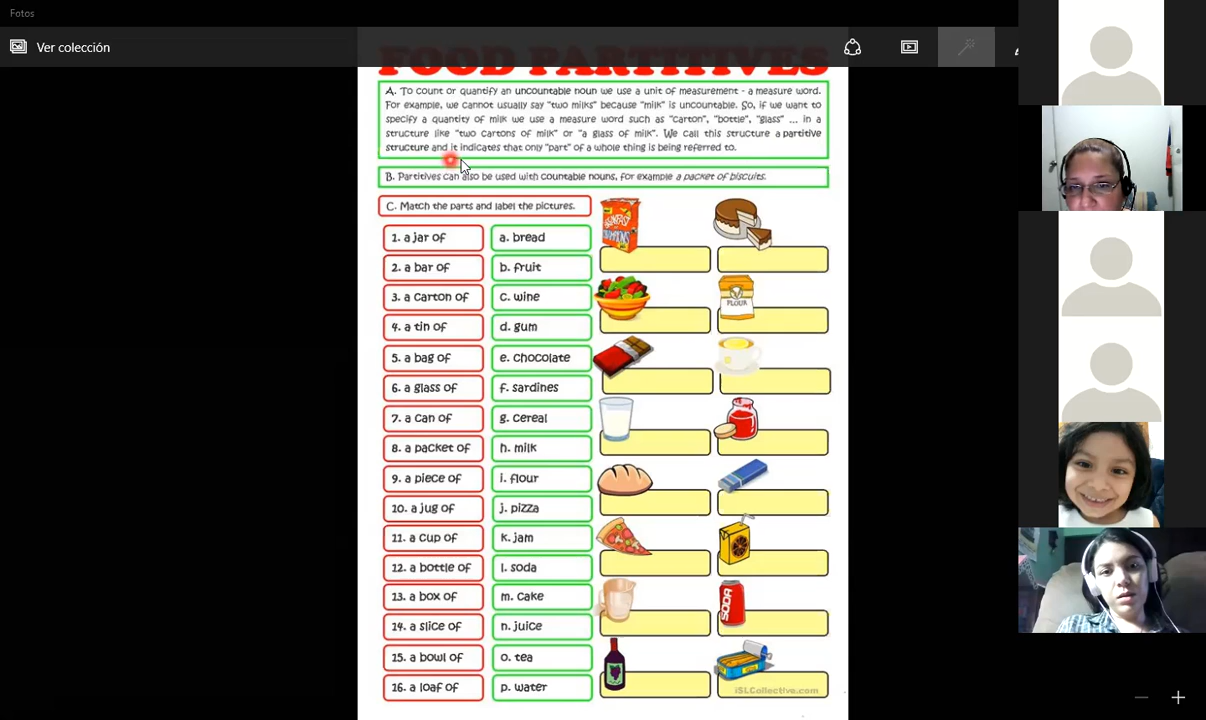 Fotos
Ver colección
FOOD PARTITIVES
A. To count or quantify an uncountable noun we use a unit of measurement - a measure word.
For example, we cannot usually say "two milks" because "milk" is uncountable. So, if we want to
specify a quantity of milk we use a measure word such as "carton", "bottle", "glass" ... in a
structure like "two cartons of milk" or "a glass of milk". We call this structure a partitive
structure and it indicates that only "part" of a whole thing is being referred to.
B. Partitives can also be used with countable nouns, for example a packet of biscuits.
C. Match the parts and label the pictures.
1. a jar of
a. bread
2. a bar of
b. fruit
3. a carton of
c. wine
4. a tin of
d. gum
5. a bag of
e. chocolate
6. a glass of
f. sardines
7. a can of
g. cereal
8. a packet of
h. milk
9. a piece of
i. flour
10. a jug of
j. pizza
11. a cup of
k. jam
12. a bottle of
l. soda
13. a box of
m. cake
14. a slice of
n. juice
15. a bowl of
o. tea
16. a loaf of
p. water
FLOUR
SODA
iSLCollective.com